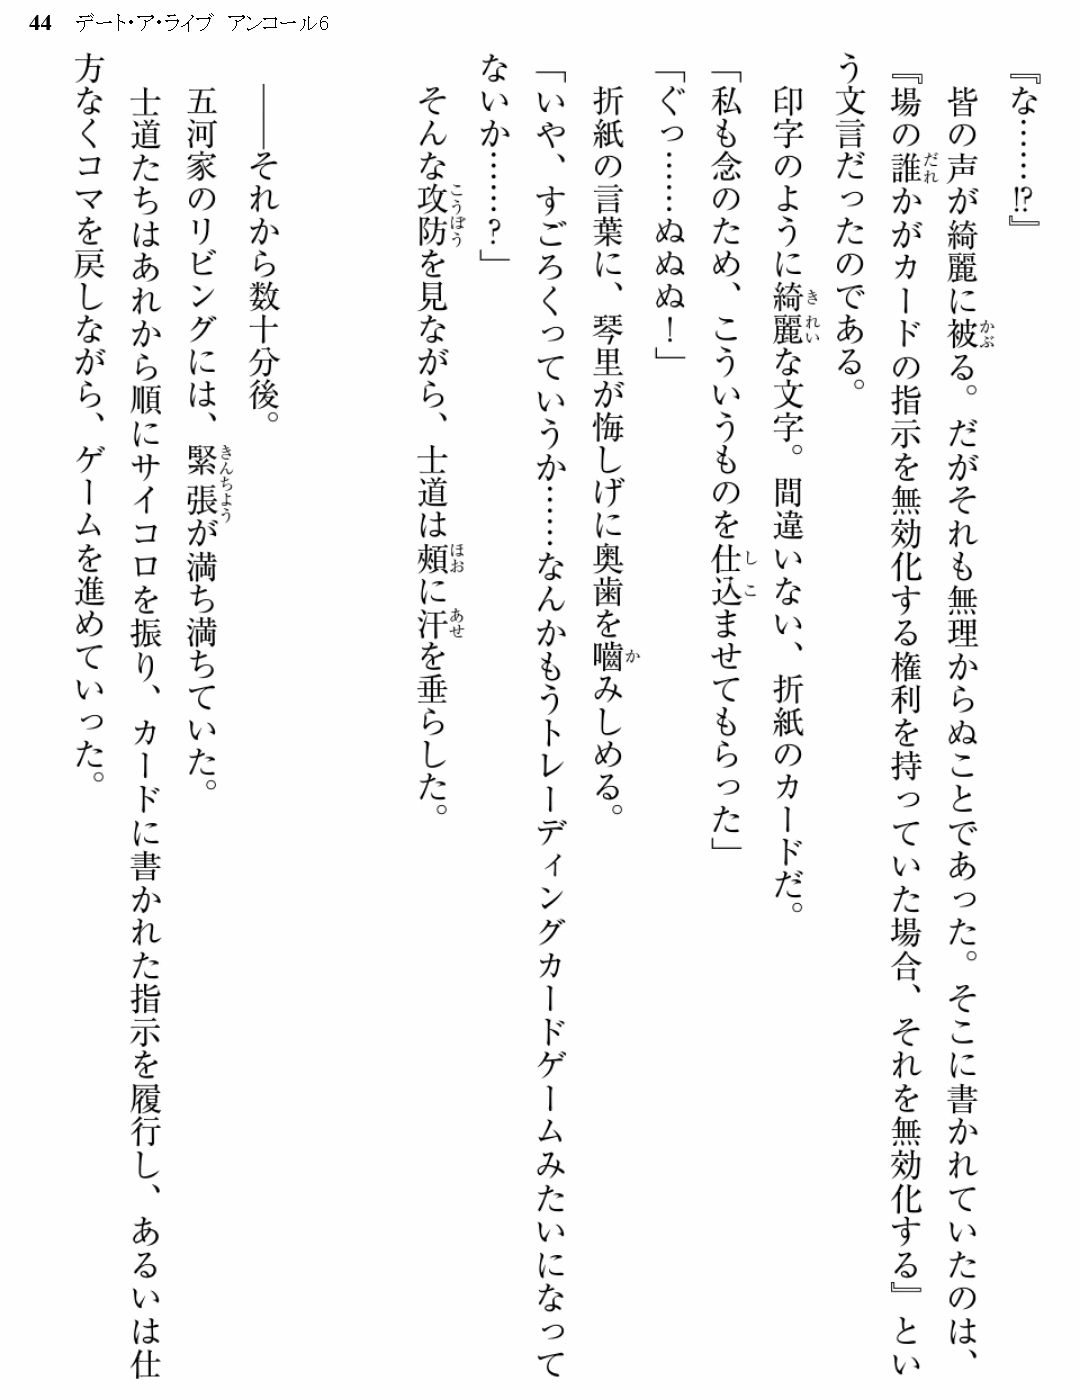 44 デート・ア・ライブ アンコール6
『な……!?』
皆の声が綺麗に被る。だがそれも無理からぬことであった。そこに書かれていたのは、
『場の誰かがカードの指示を無効化する権利を持っていた場合、それを無効化する』とい
う文言だったのである。
印字のように綺麗な文字。間違いない、折紙のカードだ。
「私も念のため、こういうものを仕込ませてもらった」
「ぐっ……ぬぬぬ！」
折紙の言葉に、琴里が悔しげに奥歯を嚙みしめる。
「いや、すごろくっていうか……なんかもうトレーディングカードゲームみたいになって
ないか……？」
そんな攻防を見ながら、士道は頰に汗を垂らした。
――それから数十分後。
五河家のリビングには、緊張が満ち満ちていた。
士道たちはあれから順にサイコロを振り、カードに書かれた指示を履行し、あるいは仕
方なくコマを戻しながら、ゲームを進めていった。